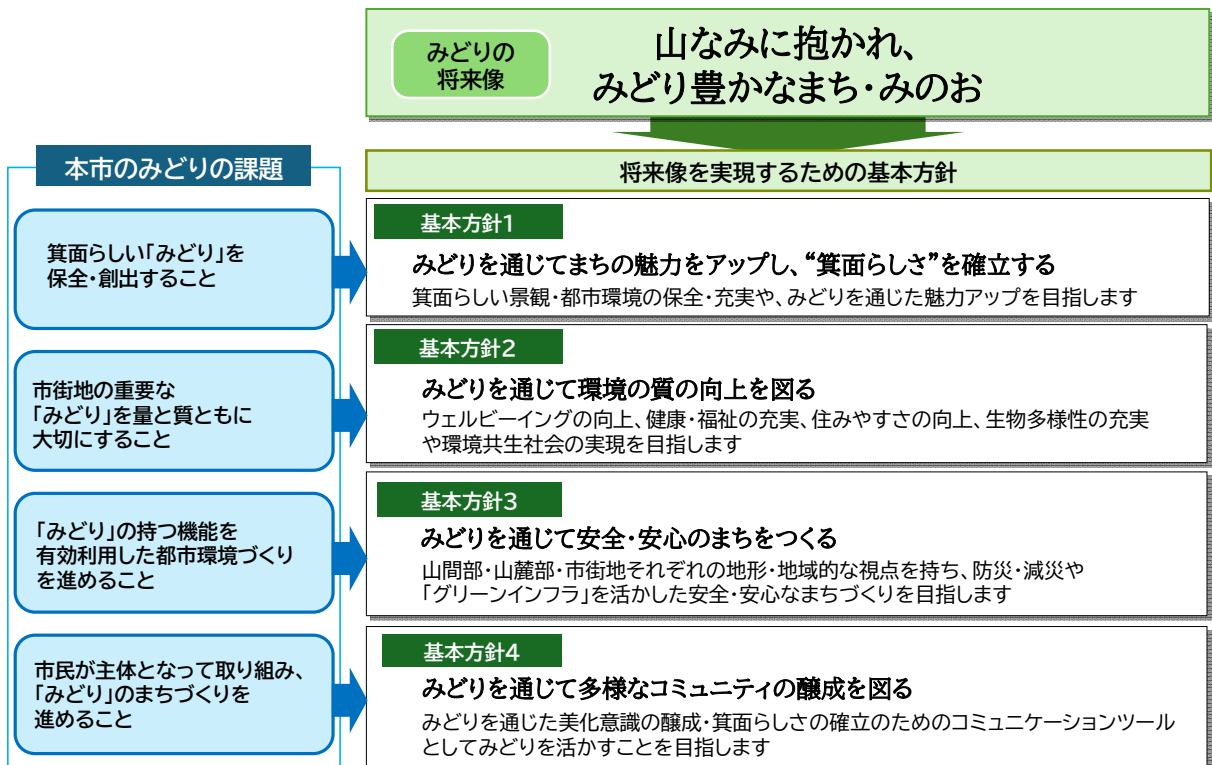 みどりの
将来像
山なみに抱かれ、
みどり豊かなまち・みのお
本市のみどりの課題
将来像を実現するための基本方針
箕面らしい「みどり」を
保全・創出すること
基本方針1
みどりを通じてまちの魅力をアップし、“箕面らしさ”を確立する
箕面らしい景観・都市環境の保全・充実や、みどりを通じた魅力アップを目指します
市街地の重要な
「みどり」を量と質ともに
大切にすること
基本方針2
みどりを通じて環境の質の向上を図る
ウェルビーイングの向上、健康・福祉の充実、住みやすさの向上、生物多様性の充実
や環境共生社会の実現を目指します
「みどり」の持つ機能を
有効利用した都市環境づくり
を進めること
基本方針3
みどりを通じて安全・安心のまちをつくる
山間部・山麓部・市街地それぞれの地形・地域的な視点を持ち、防災・減災や
「グリーンインフラ」を活かした安全・安心なまちづくりを目指します
市民が主体となって取り組み、
「みどり」のまちづくりを
進めること
基本方針4
みどりを通じて多様なコミュニティの醸成を図る
みどりを通じた美化意識の醸成・箕面らしさの確立のためのコミュニケーションツール
としてみどりを活かすことを目指します